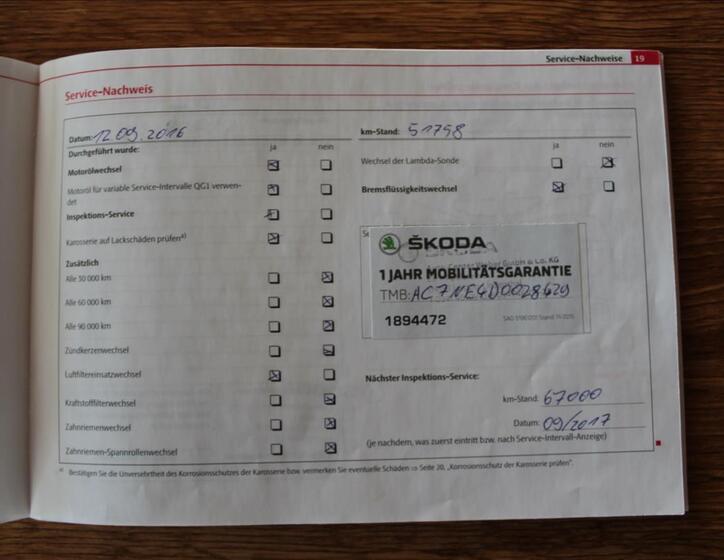 Service-Nachweise 19
Service-Nachweis
Datum: 12.09.2016
km-Stand: 51798
Durchgeführt wurde: ja nein
ja nein
Motorölwechsel
Wechsel der Lambda-Sonde
Motoröl für variable Service-Intervalle QG1 verwen-
det
Bremsflüssigkeitswechsel
Inspektions-Service
Karosserie auf Lackschäden prüfen a)
ŠKODA
1 JAHR MOBILITÄTSGARANTIE
TMB: AC7NE4D0028629
1894472
Zusätzlich
Alle 30 000 km
Alle 60 000 km
Alle 90 000 km
Zündkerzenwechsel
Luftfiltereinsatzwechsel
Kraftstofffilterwechsel
Zahnriemenwechsel
Zahnriemen-Spannrollenwechsel
Nächster Inspektions-Service:
km-Stand: 67000
Datum: 09/2017
(je nachdem, was zuerst eintritt bzw. nach Service-Intervall-Anzeige)
a) Bestätigen Sie die Unversehrtheit des Korrosionsschutzes der Karosserie bzw. vermerken Sie eventuelle Schäden ⇒ Seite 20, „Korrosionsschutz der Karosserie prüfen".